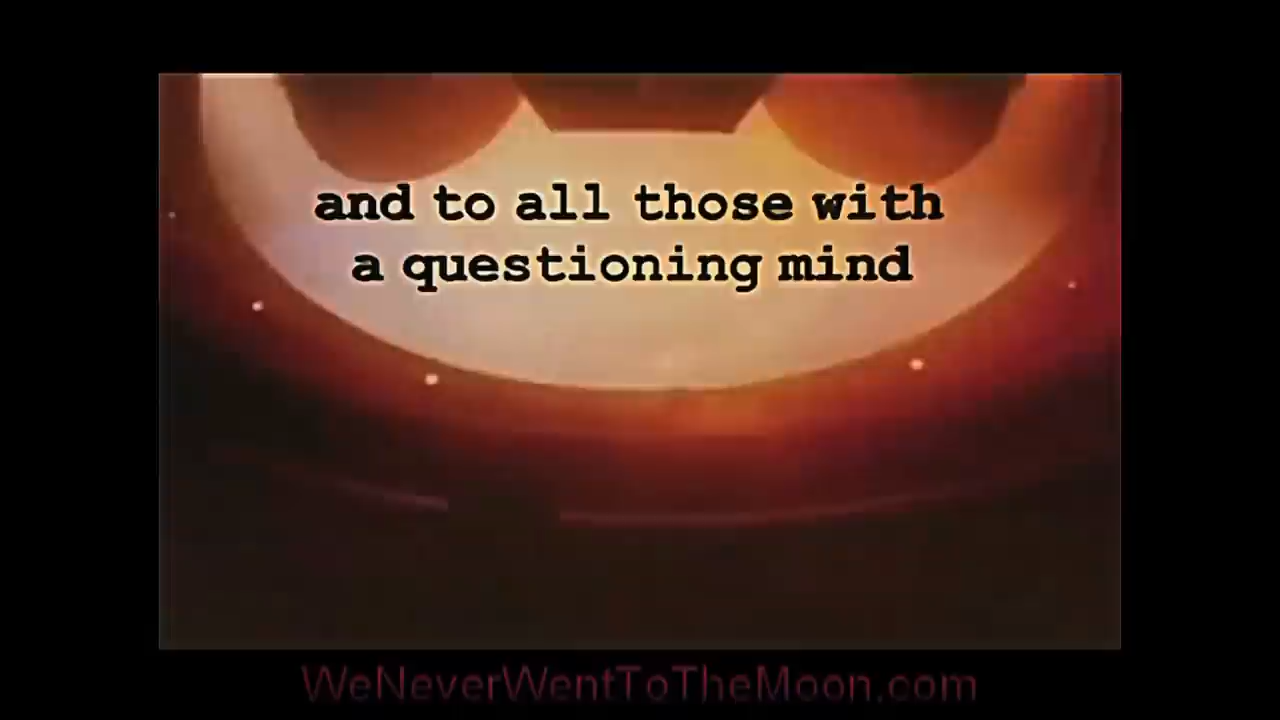 and to all those with
a questioning mind
WeNeverWentToTheMoon.com